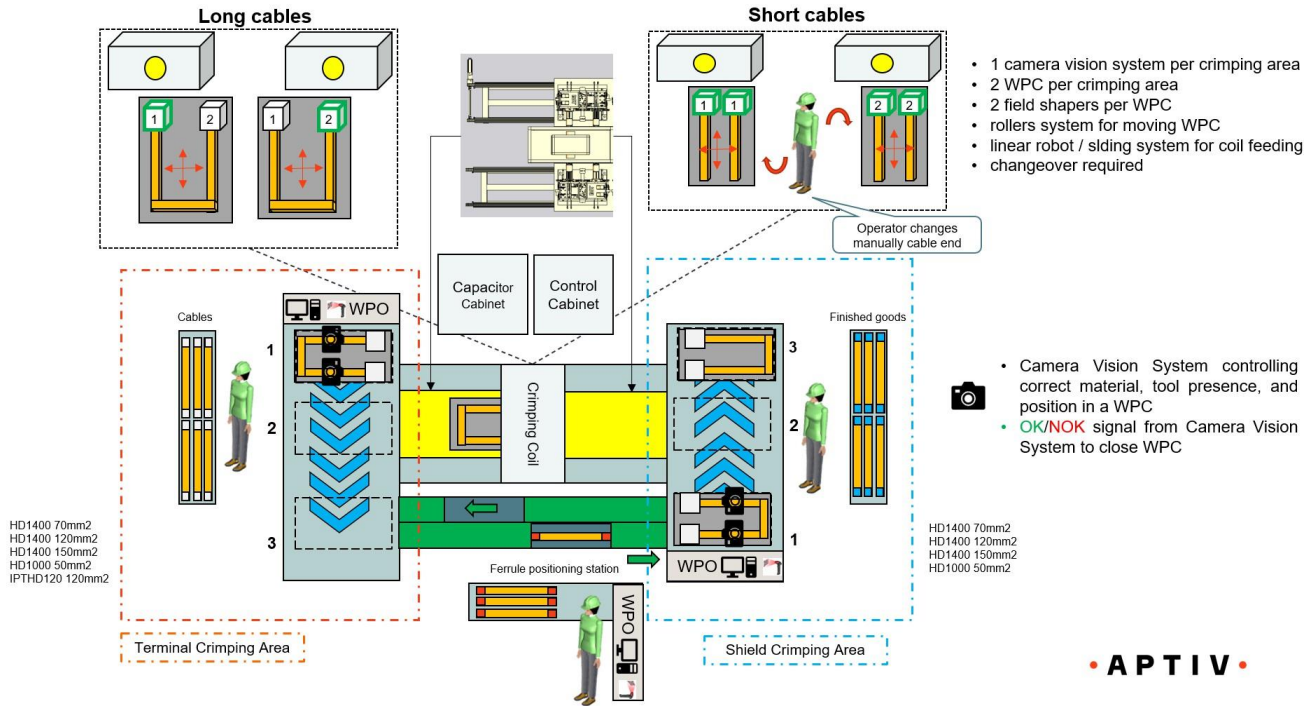 Long cables
Short cables
1
2
1
2
1
1
2
2
• 1 camera vision system per crimping area
• 2 WPC per crimping area
• 2 field shapers per WPC
• rollers system for moving WPC
• linear robot / slding system for coil feeding
• changeover required
Operator changes
manually cable end
Capacitor
Cabinet
Control
Cabinet
Cables
WPO
1
2
3
Crimping Coil
3
2
1
WPO
Finished goods
• Camera Vision System controlling
correct material, tool presence, and
position in a WPC
• OK/NOK signal from Camera Vision
System to close WPC
HD1400 70mm2
HD1400 120mm2
HD1400 150mm2
HD1000 50mm2
IPTHD120 120mm2
HD1400 70mm2
HD1400 120mm2
HD1400 150mm2
HD1000 50mm2
Ferrule positioning station
WPO
Terminal Crimping Area
Shield Crimping Area
• APTIV •